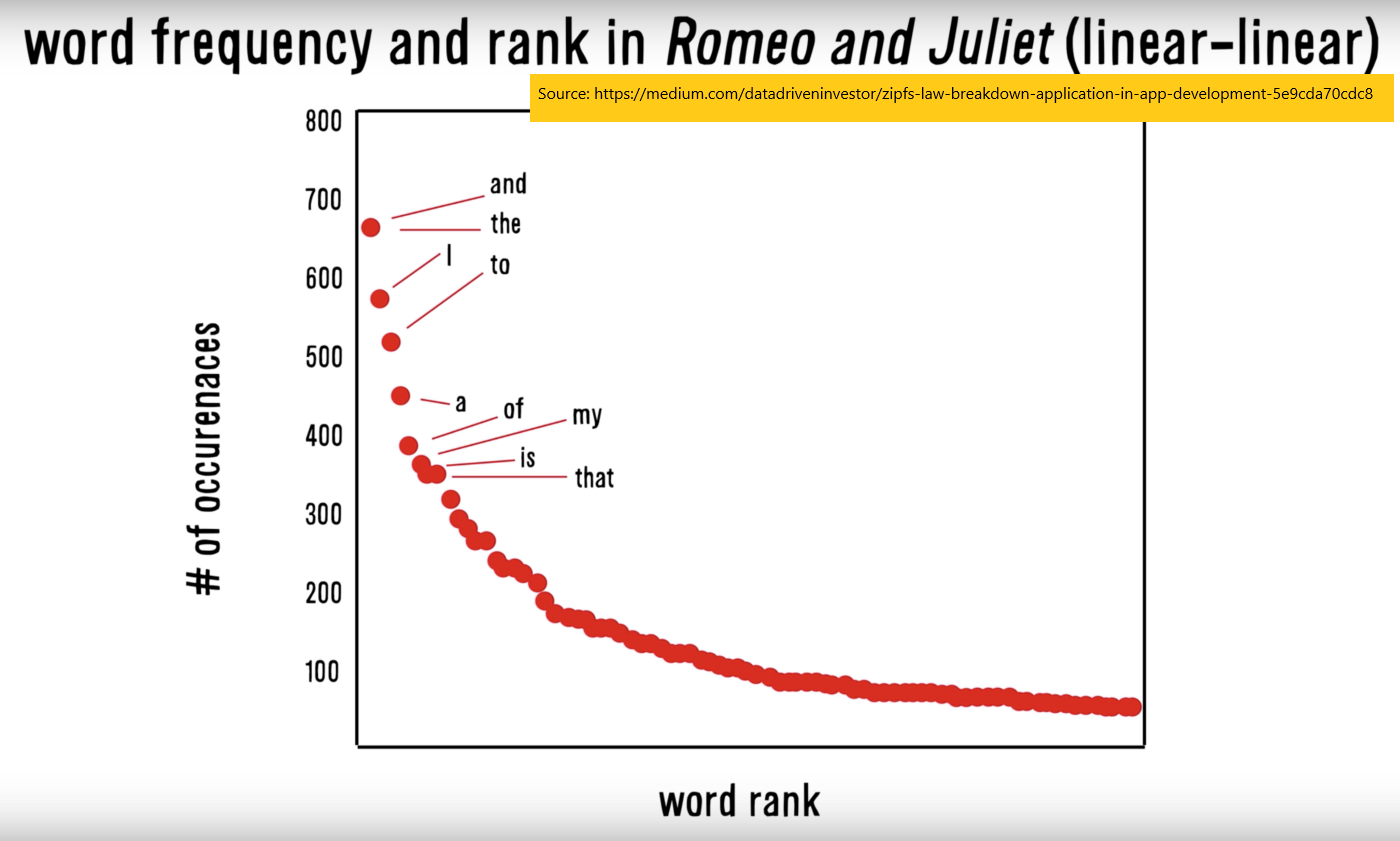 word frequency and rank in Romeo and Juliet (linear-linear)
Source: https://medium.com/datadriveninvestor/zipfs-law-breakdown-application-in-app-development-5e9cda70cdc8
800
700
600
500
400
300
200
100
# of occurenaces
and
the
I
to
a
of
my
is
that
word rank